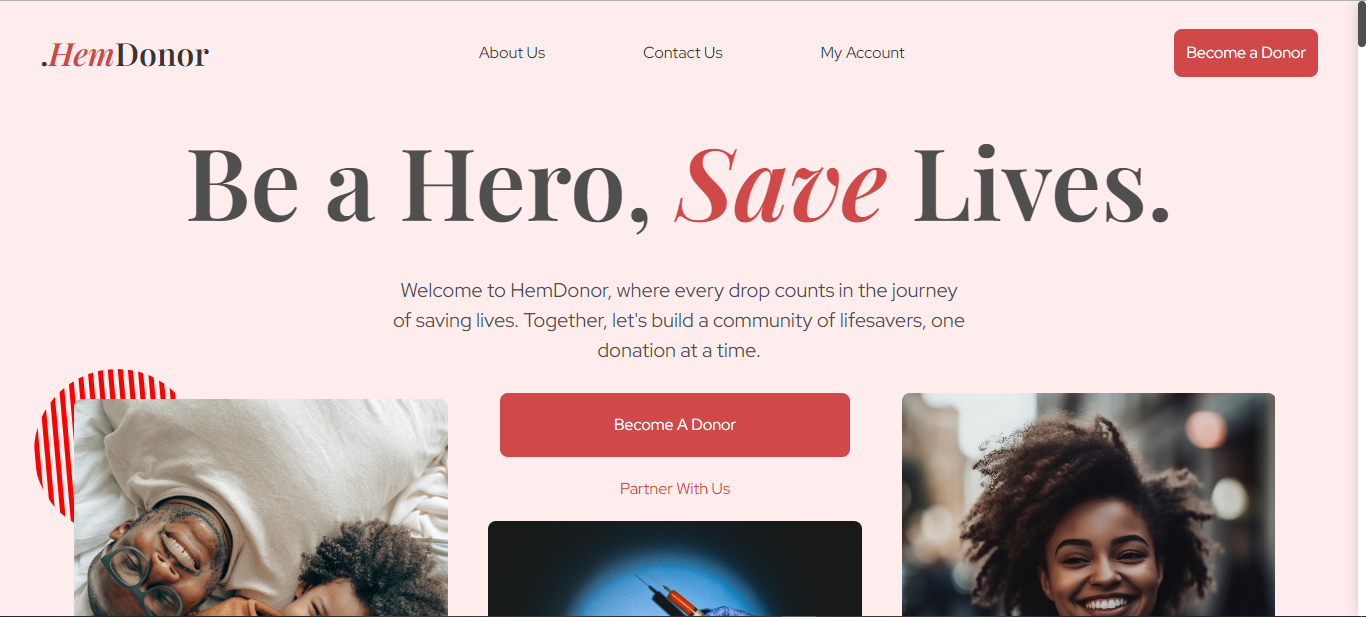 .HemDonor
About Us
Contact Us
My Account
Become a Donor
Be a Hero, Save Lives.
Welcome to HemDonor, where every drop counts in the journey
of saving lives. Together, let's build a community of lifesavers, one
donation at a time.
Become A Donor
Partner With Us